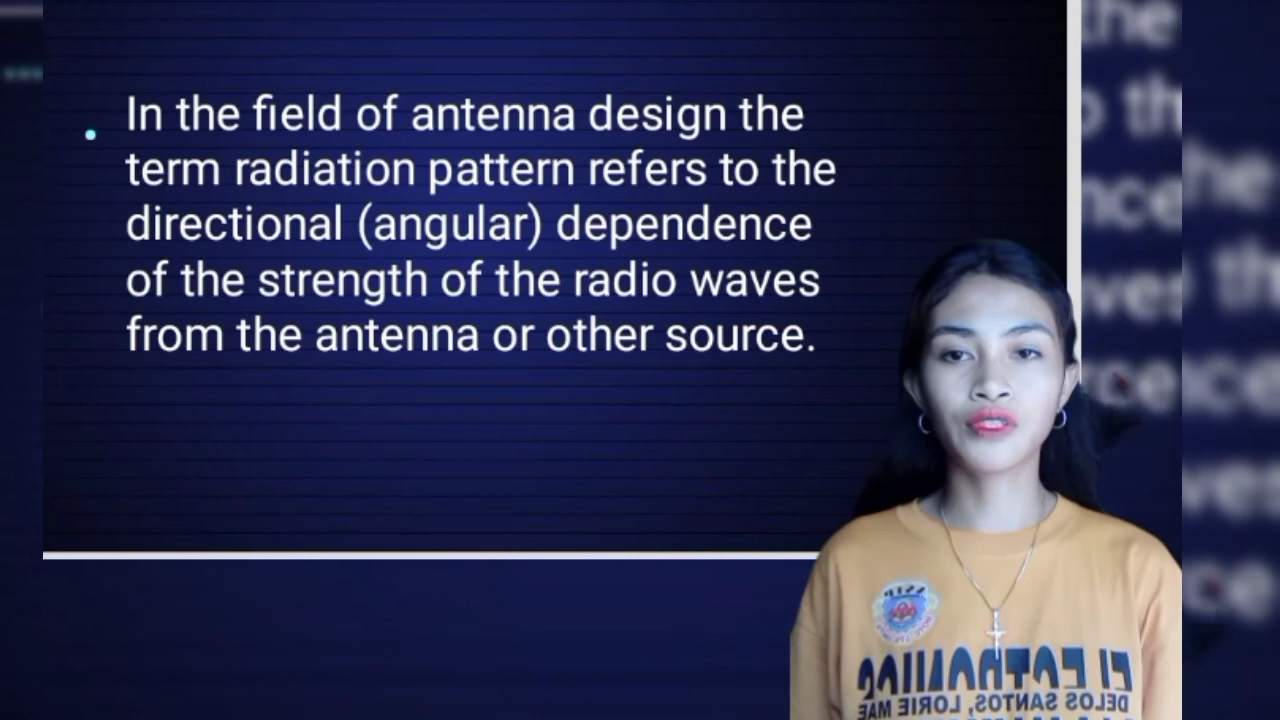 In the field of antenna design the
term radiation pattern refers to the
directional (angular) dependence
of the strength of the radio waves
from the antenna or other source.
ELECTRONICS
DELOS SANTOS, LORIE MAE